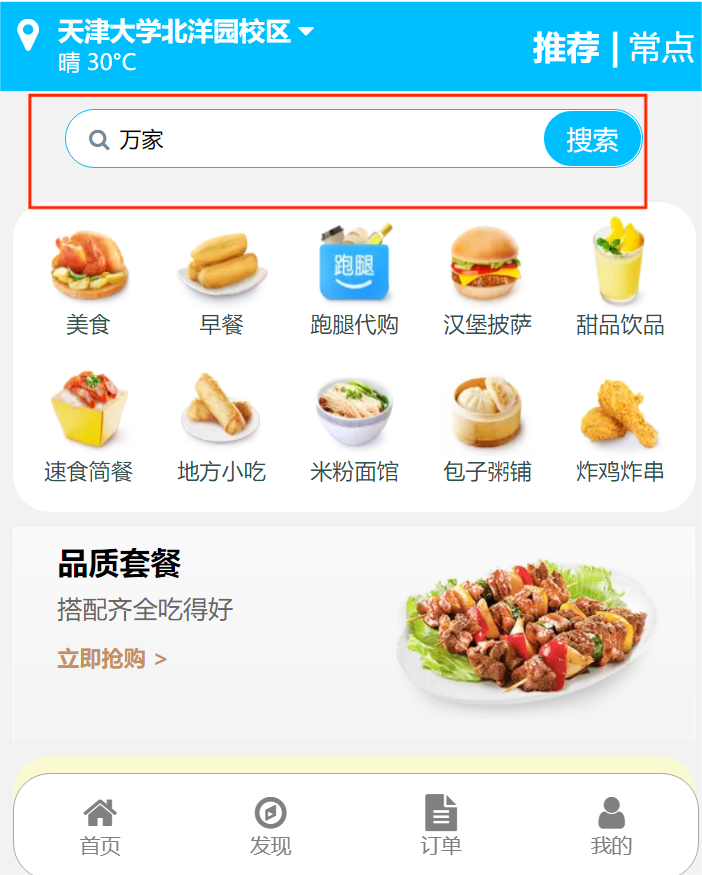 天津大学北洋园校区
晴 30°C
推荐 | 常点
万家
搜索
跑腿
美食
早餐
跑腿代购
汉堡披萨
甜品饮品
速食简餐
地方小吃
米粉面馆
包子粥铺
炸鸡炸串
品质套餐
搭配齐全吃得好
立即抢购 >
首页
发现
订单
我的